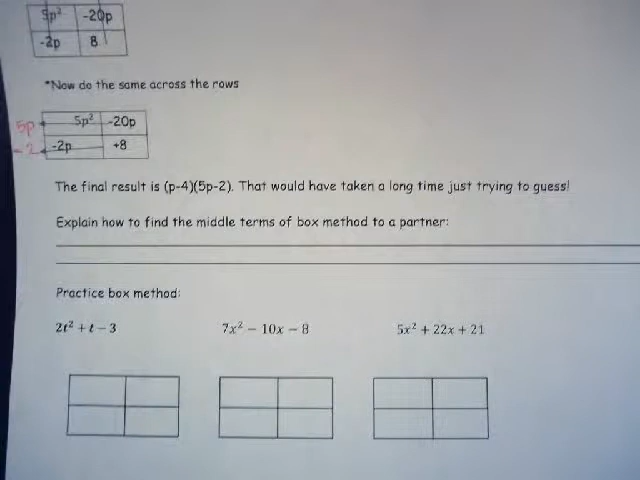 5p² -20p
-2p 8
*Now do the same across the rows
5p 5p² -20p
-2 -2p +8
The final result is (p-4)(5p-2). That would have taken a long time just trying to guess!
Explain how to find the middle terms of box method to a partner:
Practice box method:
2t² + t − 3 7x² − 10x − 8 5x² + 22x + 21